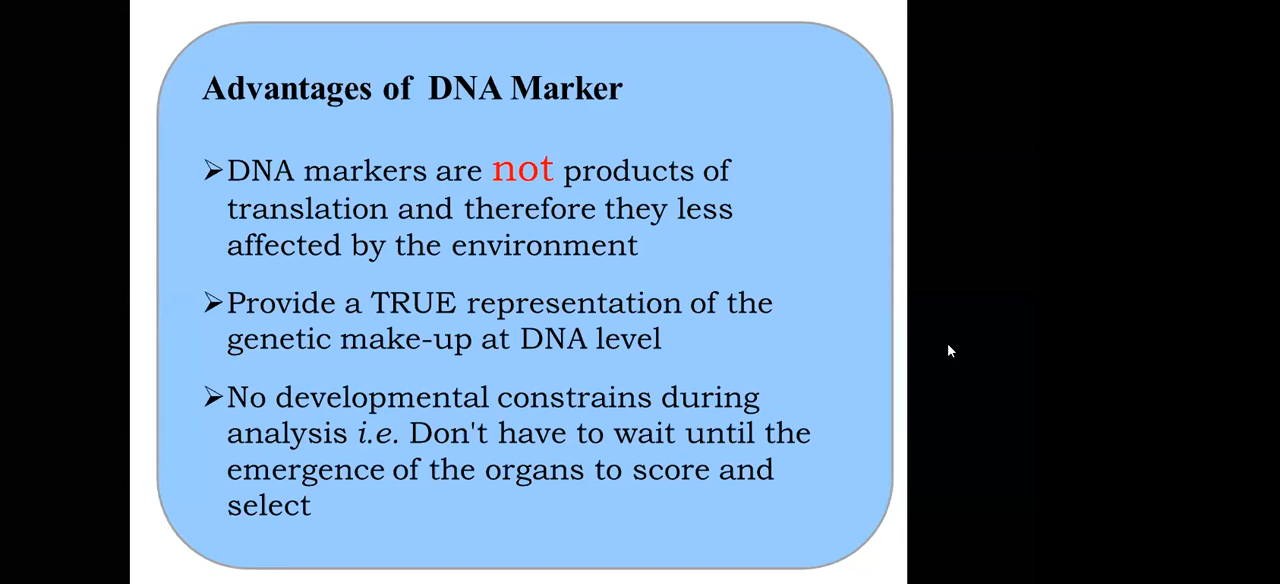 Advantages of DNA Marker
➢DNA markers are not products of
translation and therefore they less
affected by the environment
➢Provide a TRUE representation of the
genetic make-up at DNA level
➢No developmental constrains during
analysis i.e. Don't have to wait until the
emergence of the organs to score and
select